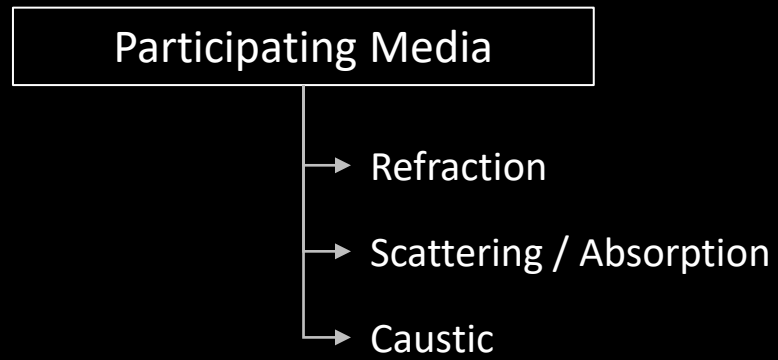 Participating Media
Refraction
Scattering / Absorption
Caustic